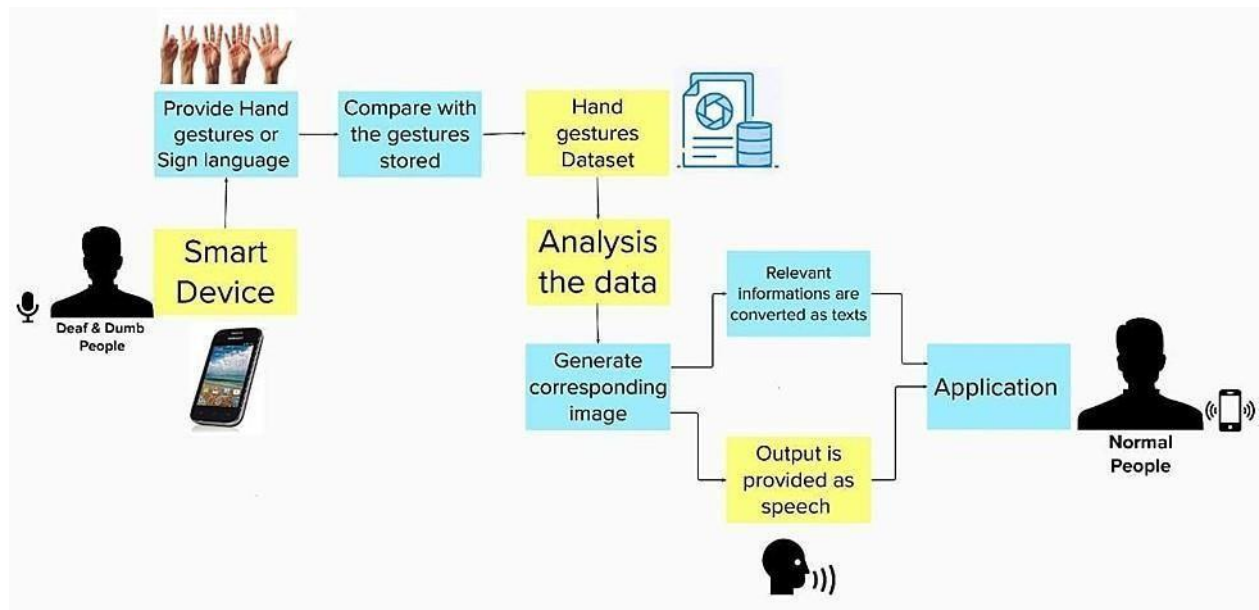 Provide Hand
gestures or
Sign language
Compare with
the gestures
stored
Hand
gestures
Dataset
Smart
Device
Deaf & Dumb
People
Analysis
the data
Generate
corresponding
image
Relevant
informations are
converted as texts
Output is
provided as
speech
Application
Normal
People